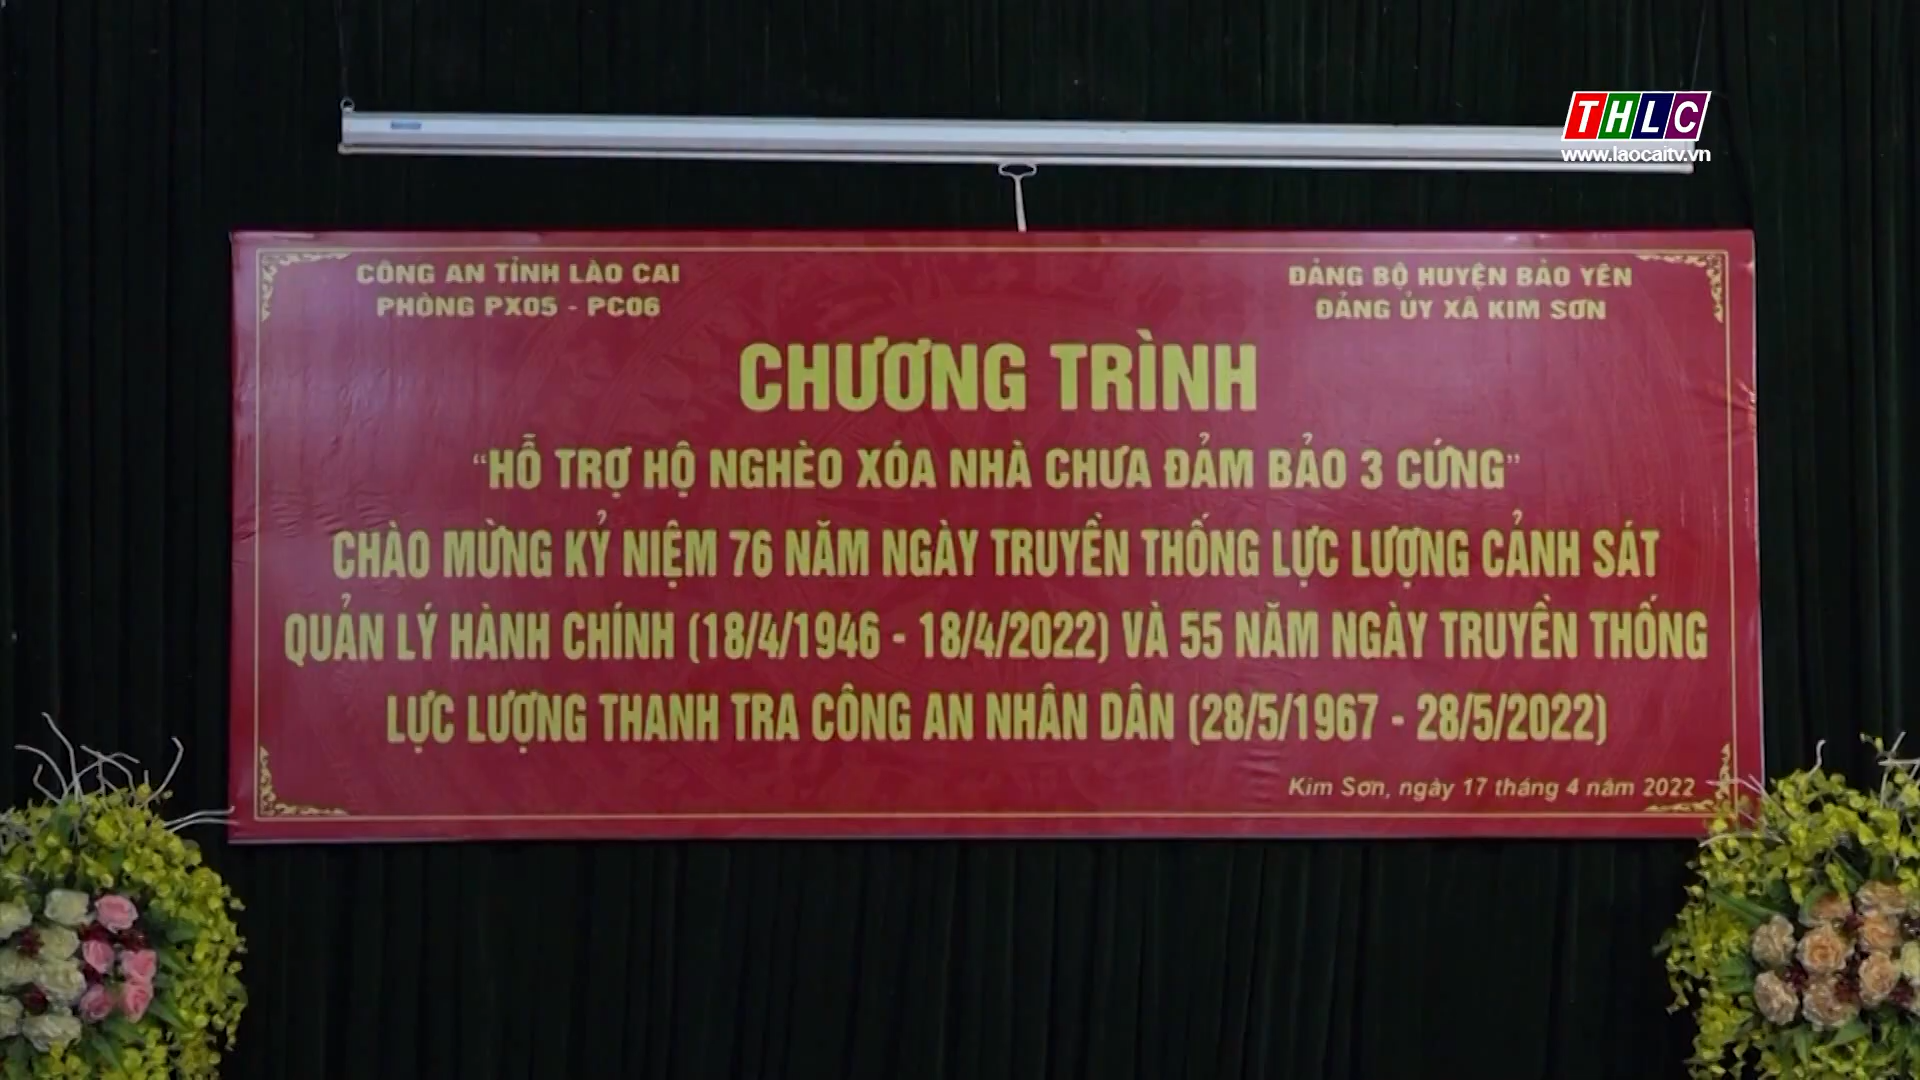 THLC
www.laocaitv.vn
CÔNG AN TỈNH LÀO CAI
PHÒNG PX05 - PC06
ĐẢNG BỘ HUYỆN BẢO YÊN
ĐẢNG ỦY XÃ KIM SƠN
CHƯƠNG TRÌNH
“HỖ TRỢ HỘ NGHÈO XÓA NHÀ CHƯA ĐẢM BẢO 3 CỨNG”
CHÀO MỪNG KỶ NIỆM 76 NĂM NGÀY TRUYỀN THỐNG LỰC LƯỢNG CẢNH SÁT
QUẢN LÝ HÀNH CHÍNH (18/4/1946 - 18/4/2022) VÀ 55 NĂM NGÀY TRUYỀN THỐNG
LỰC LƯỢNG THANH TRA CÔNG AN NHÂN DÂN (28/5/1967 - 28/5/2022)
Kim Sơn, ngày 17 tháng 4 năm 2022